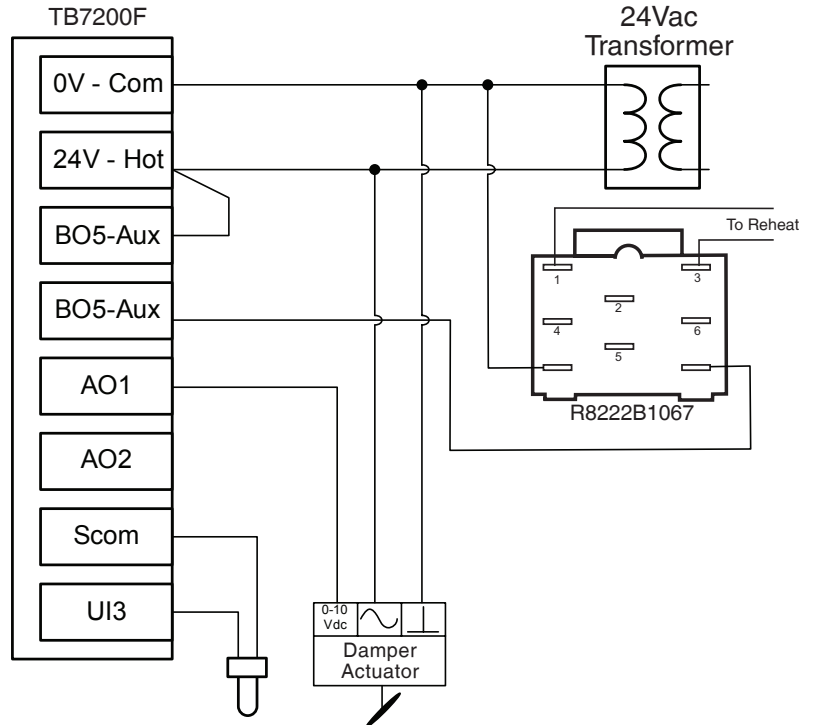 TB7200F
24Vac
Transformer
0V - Com
24V - Hot
BO5-Aux
BO5-Aux
AO1
AO2
Scom
UI3
To Reheat
1
3
2
4
6
5
R8222B1067
0-10
Vdc
Damper
Actuator